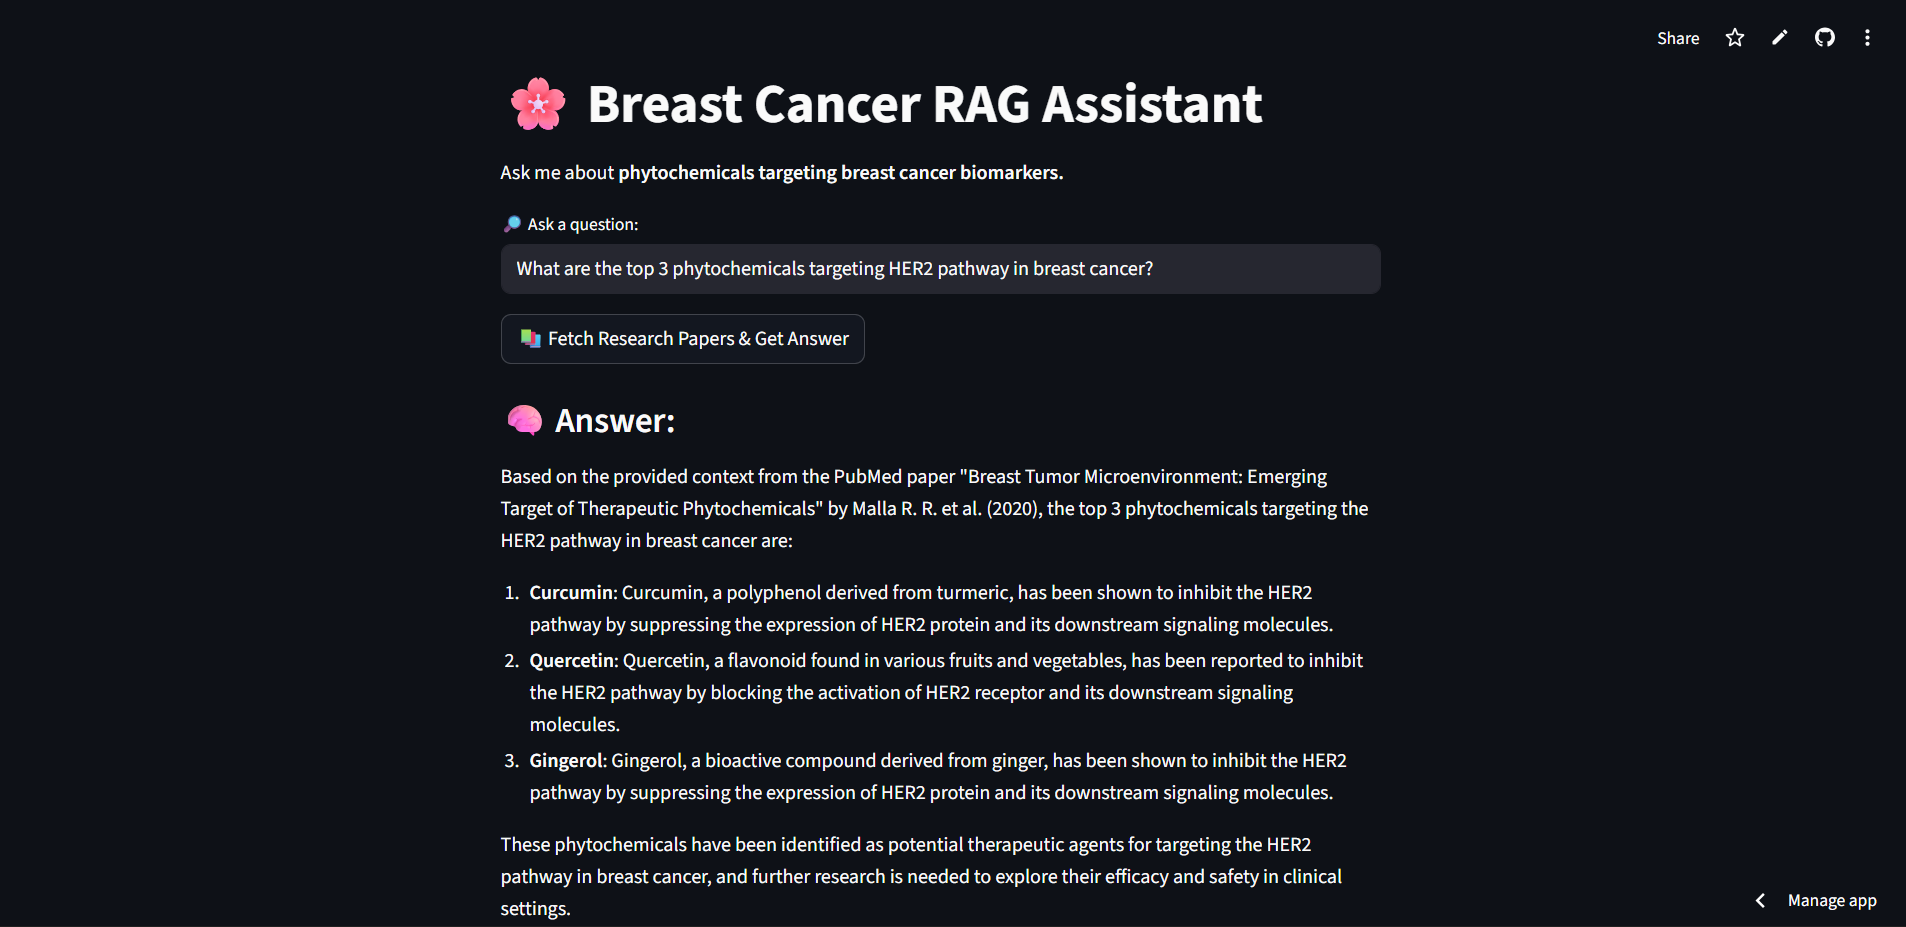 Share
Breast Cancer RAG Assistant
Ask me about phytochemicals targeting breast cancer biomarkers.
Ask a question:
What are the top 3 phytochemicals targeting HER2 pathway in breast cancer?
Fetch Research Papers & Get Answer
Answer:
Based on the provided context from the PubMed paper "Breast Tumor Microenvironment: Emerging
Target of Therapeutic Phytochemicals" by Malla R. R. et al. (2020), the top 3 phytochemicals targeting the
HER2 pathway in breast cancer are:
1. Curcumin: Curcumin, a polyphenol derived from turmeric, has been shown to inhibit the HER2
pathway by suppressing the expression of HER2 protein and its downstream signaling molecules.
2. Quercetin: Quercetin, a flavonoid found in various fruits and vegetables, has been reported to inhibit
the HER2 pathway by blocking the activation of HER2 receptor and its downstream signaling
molecules.
3. Gingerol: Gingerol, a bioactive compound derived from ginger, has been shown to inhibit the HER2
pathway by suppressing the expression of HER2 protein and its downstream signaling molecules.
These phytochemicals have been identified as potential therapeutic agents for targeting the HER2
pathway in breast cancer, and further research is needed to explore their efficacy and safety in clinical
settings.
Manage app